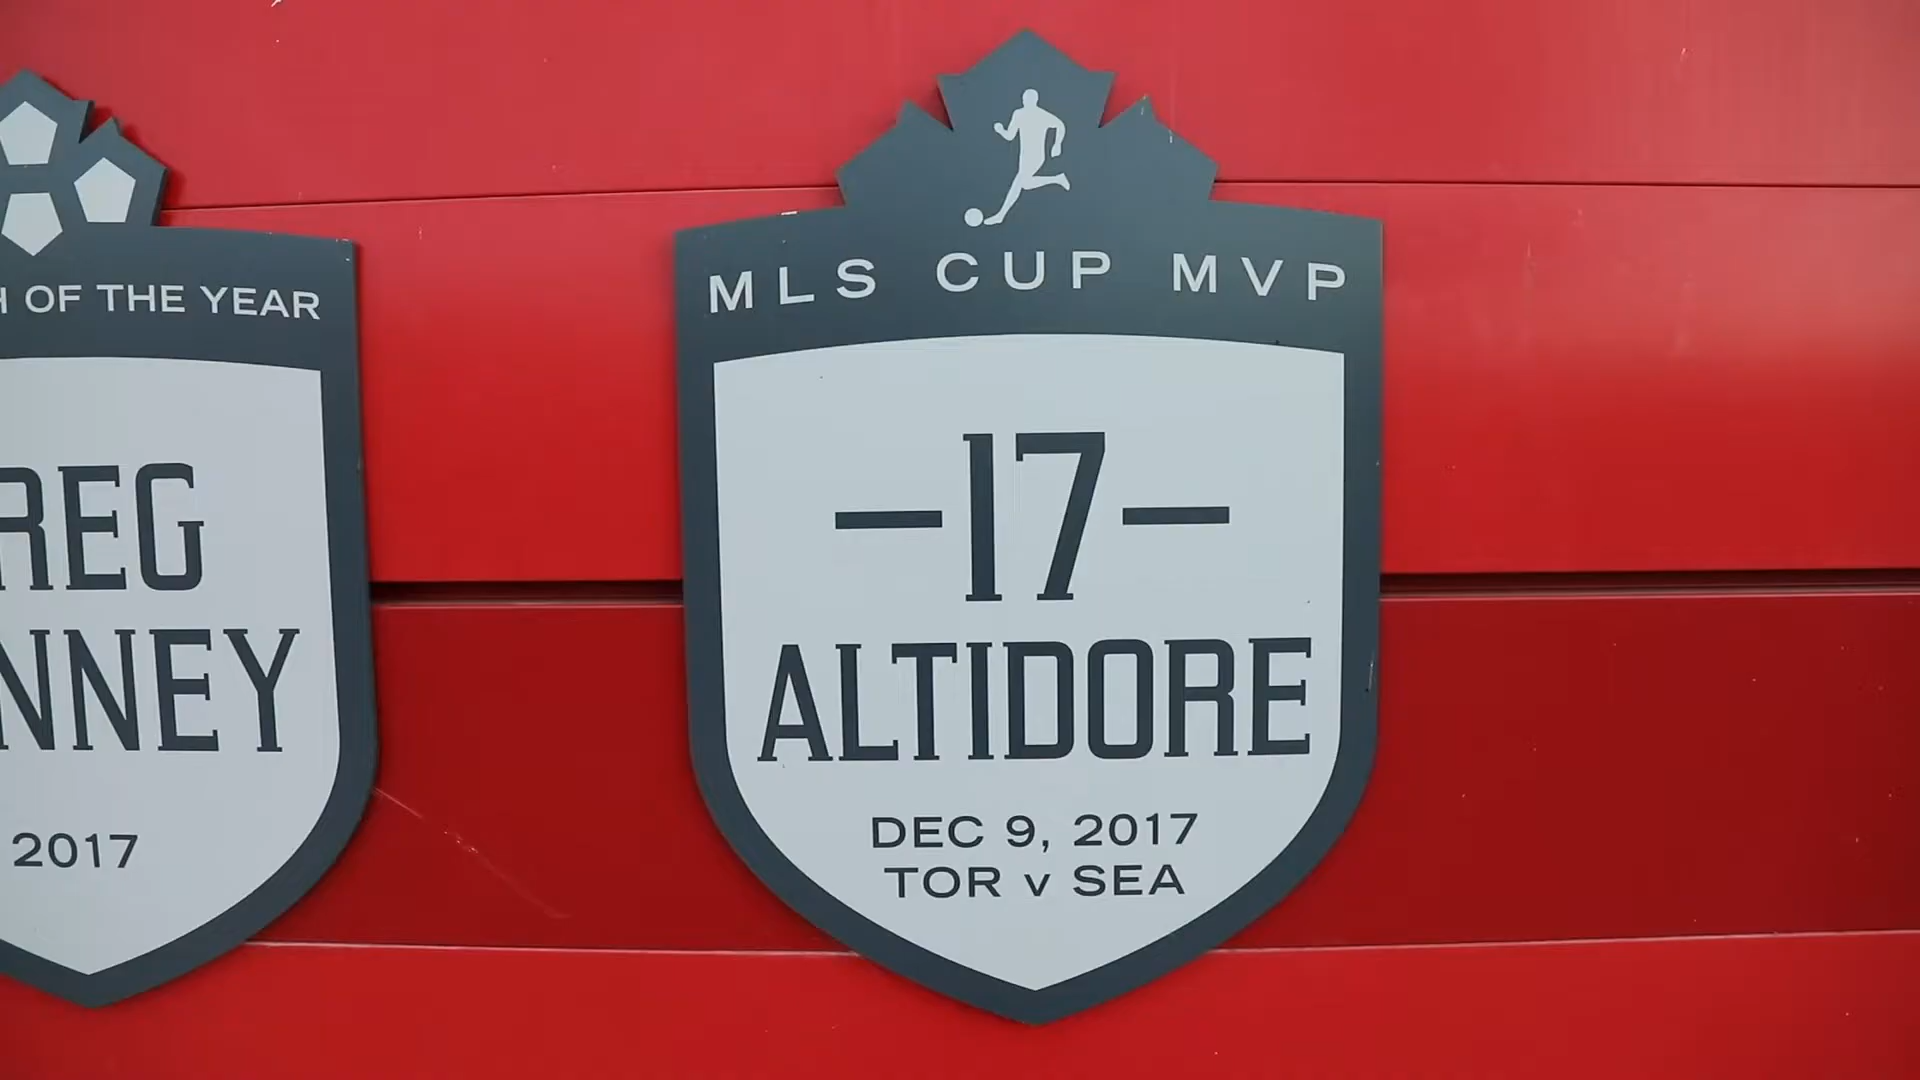 OF THE YEAR
REG
NNEY
2017
MLS CUP MVP
-17-
ALTIDORE
DEC 9, 2017
TOR v SEA